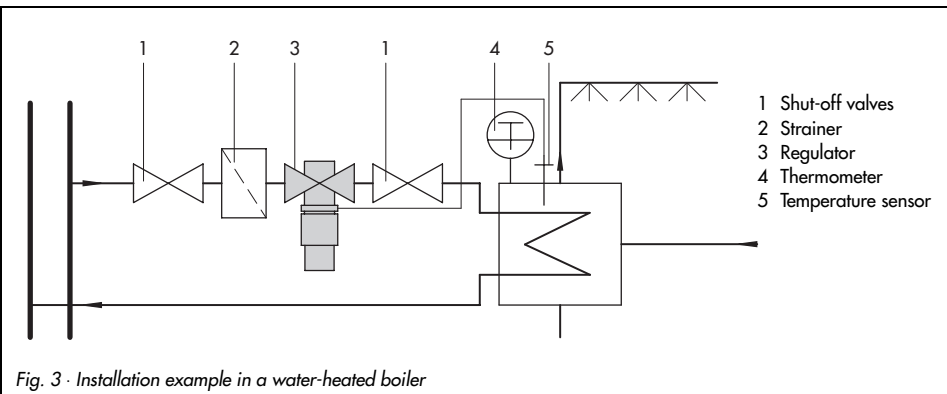 1 2 3 1 4 5
1 Shut-off valves
2 Strainer
3 Regulator
4 Thermometer
5 Temperature sensor
Fig. 3 · Installation example in a water-heated boiler